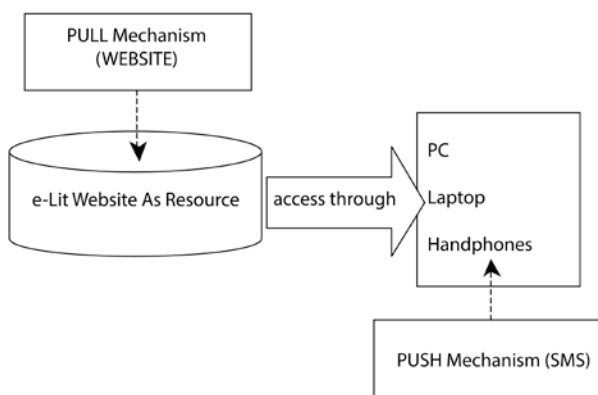 PULL Mechanism
(WEBSITE)
e-Lit Website As Resource
access through
PC
Laptop
Handphones
PUSH Mechanism (SMS)